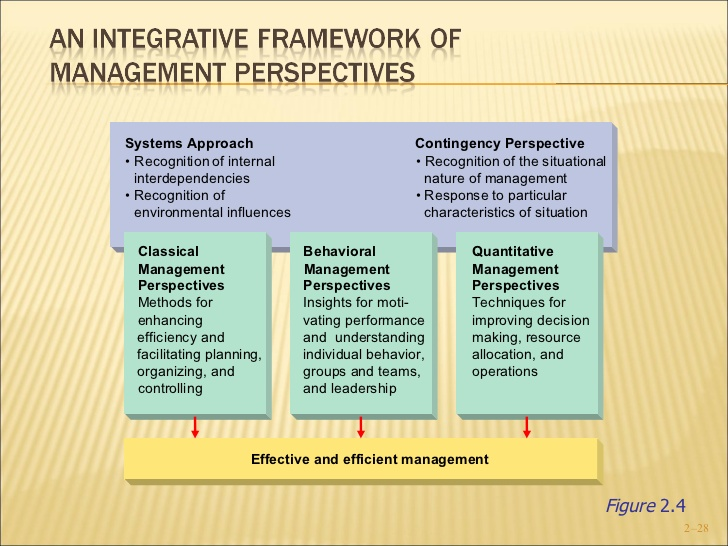 AN INTEGRATIVE FRAMEWORK OF
MANAGEMENT PERSPECTIVES
Systems Approach
• Recognition of internal
interdependencies
• Recognition of
environmental influences
Contingency Perspective
• Recognition of the situational
nature of management
• Response to particular
characteristics of situation
Classical
Management
Perspectives
Methods for
enhancing
efficiency and
facilitating planning,
organizing, and
controlling
Behavioral
Management
Perspectives
Insights for moti-
vating performance
and understanding
individual behavior,
groups and teams,
and leadership
Quantitative
Management
Perspectives
Techniques for
improving decision
making, resource
allocation, and
operations
Effective and efficient management
Figure 2.4
2–28